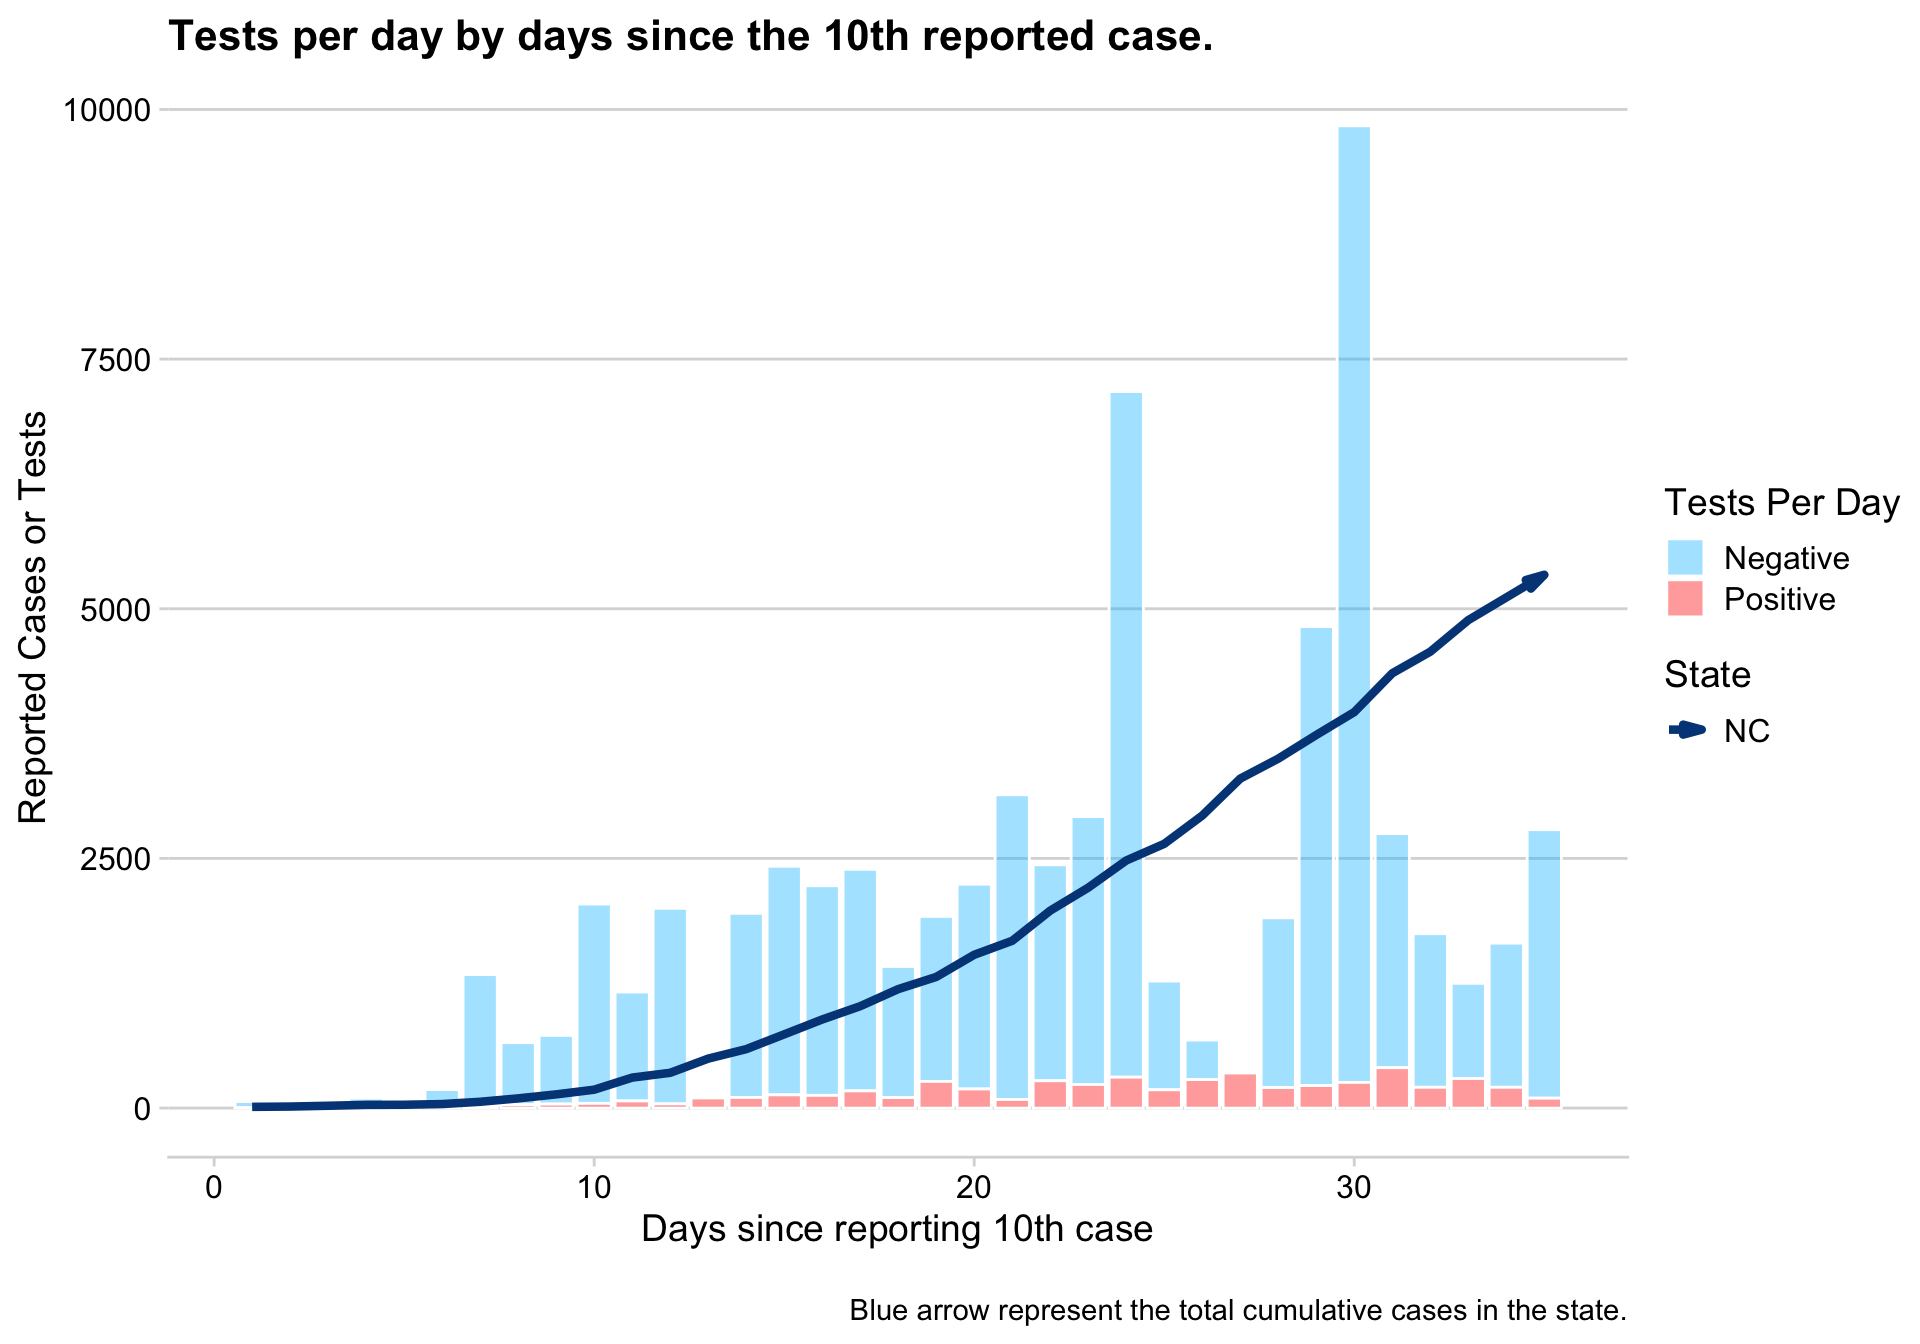 Tests per day by days since the 10th reported case.
10000
7500
5000
2500
0
Reported Cases or Tests
0 10 20 30
Days since reporting 10th case
Tests Per Day
Negative
Positive
State
NC
Blue arrow represent the total cumulative cases in the state.